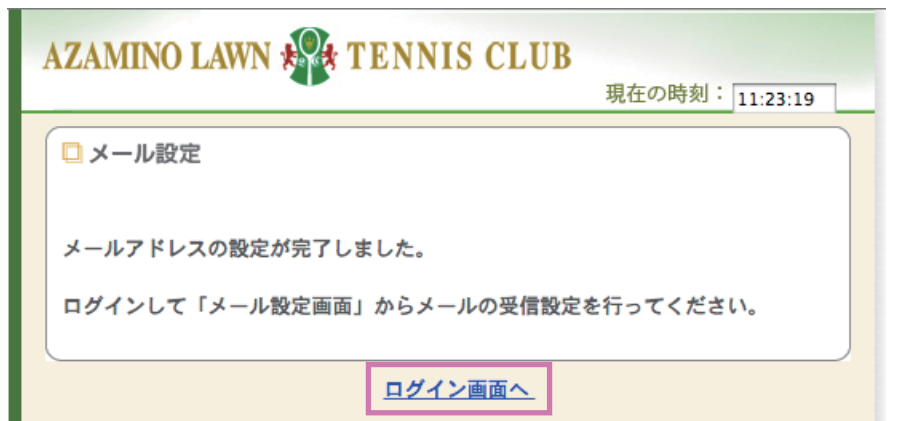 AZAMINO LAWN TENNIS CLUB
現在の時刻：11:23:19
メール設定
メールアドレスの設定が完了しました。
ログインして「メール設定画面」からメールの受信設定を行ってください。
ログイン画面へ